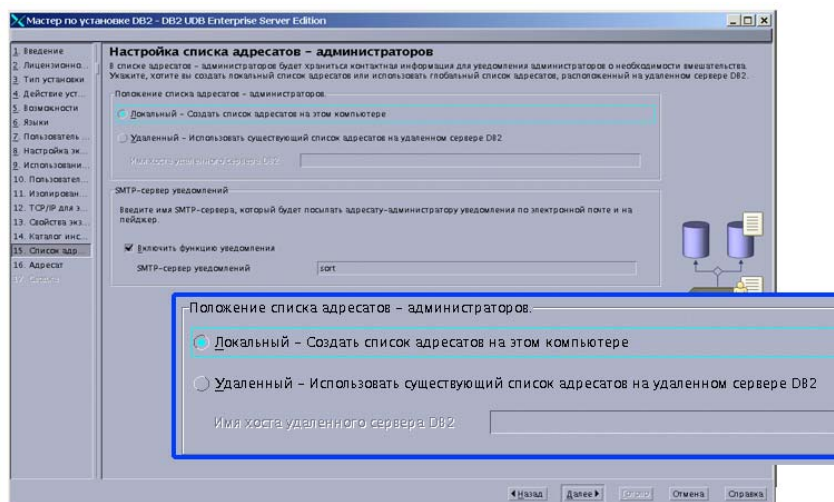 Мастер по установке DB2 - DB2 UDB Enterprise Server Edition
1. Введение
2. Лицензионно...
3. Тип установки
4. Действие уст...
5. Возможности
6. Языки
7. Пользователь ...
8. Настройка эк...
9. Использовани...
10. Пользовател...
11. Изолирован...
12. TCP/IP для э...
13. Свойства экз...
14. Каталог инс...
15. Список адр...
16. Адресат
17. Сводка
Настройка списка адресатов - администраторов
В списке адресатов - администраторов будет храниться контактная информация для уведомления администраторов о необходимости вмешательства.
Укажите, хотите вы создать локальный список адресатов или использовать глобальный список адресатов, расположенный на удаленном сервере DB2.
Положение списка адресатов - администраторов.
Локальный - Создать список адресатов на этом компьютере
Удаленный - Использовать существующий список адресатов на удаленном сервере DB2
Имя хоста удаленного сервера DB2
SMTP-сервер уведомлений
Введите имя SMTP-сервера, который будет посылать адресату-администратору уведомления по электронной почте и на
пейджер.
Включить функцию уведомления
SMTP-сервер уведомлений sort
Положение списка адресатов - администраторов.
Локальный - Создать список адресатов на этом компьютере
Удаленный - Использовать существующий список адресатов на удаленном сервере DB2
Имя хоста удаленного сервера DB2
Назад Далее Готово Отмена Справка